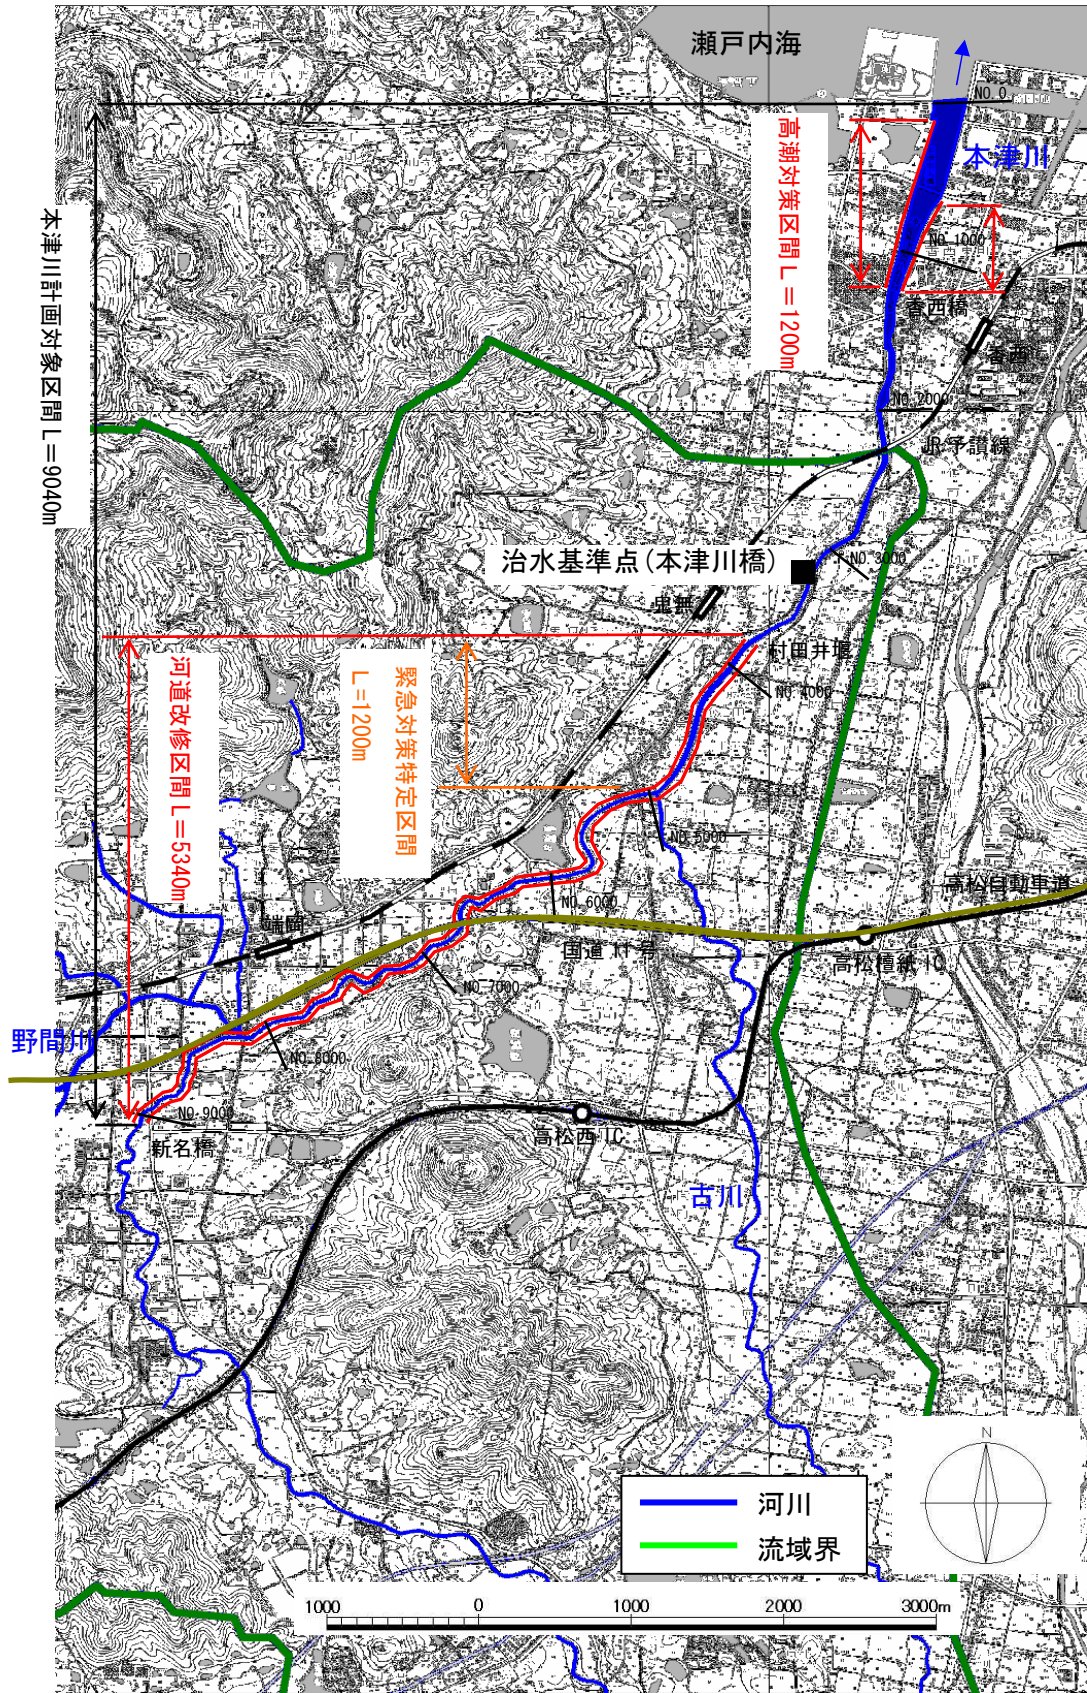 瀬戸内海
NO.0
本津川
高潮対策区間L=1200m
NO.1000
香西橋
香西
本津川計画対象区間L=9040m
NO.2000
JR予讃線
治水基準点(本津川橋)
NO.3000
鬼無
村田井堰
NO.4000
河道改修区間L=5340m
緊急対策特定区間
L=1200m
NO.5000
高松自動車道
NO.6000
端岡
国道11号
高松檀紙IC
NO.7000
野間川
NO.8000
NO.9000
新名橋
高松西IC
古川
N
河川
流域界
1000 0 1000 2000 3000m